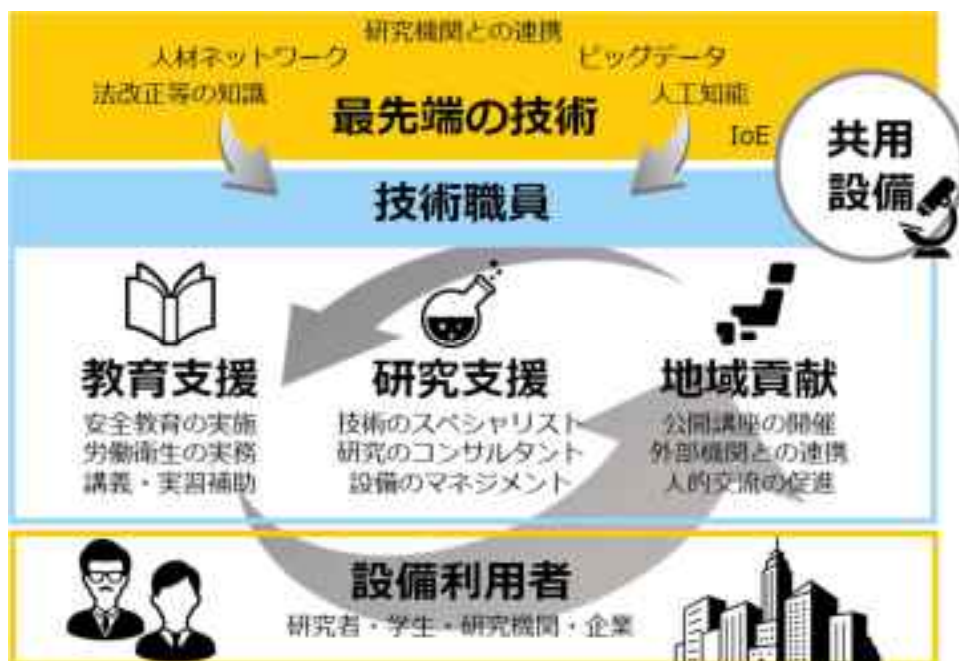 研究機関との連携
人材ネットワーク
ビッグデータ
法改正等の知識
人工知能
最先端の技術
IoE
共用
設備
技術職員
教育支援
安全教育の実施
労働衛生の実務
講義・実習補助
研究支援
技術のスペシャリスト
研究のコンサルタント
設備のマネジメント
地域貢献
公開講座の開催
外部機関との連携
人的交流の促進
設備利用者
研究者・学生・研究機関・企業